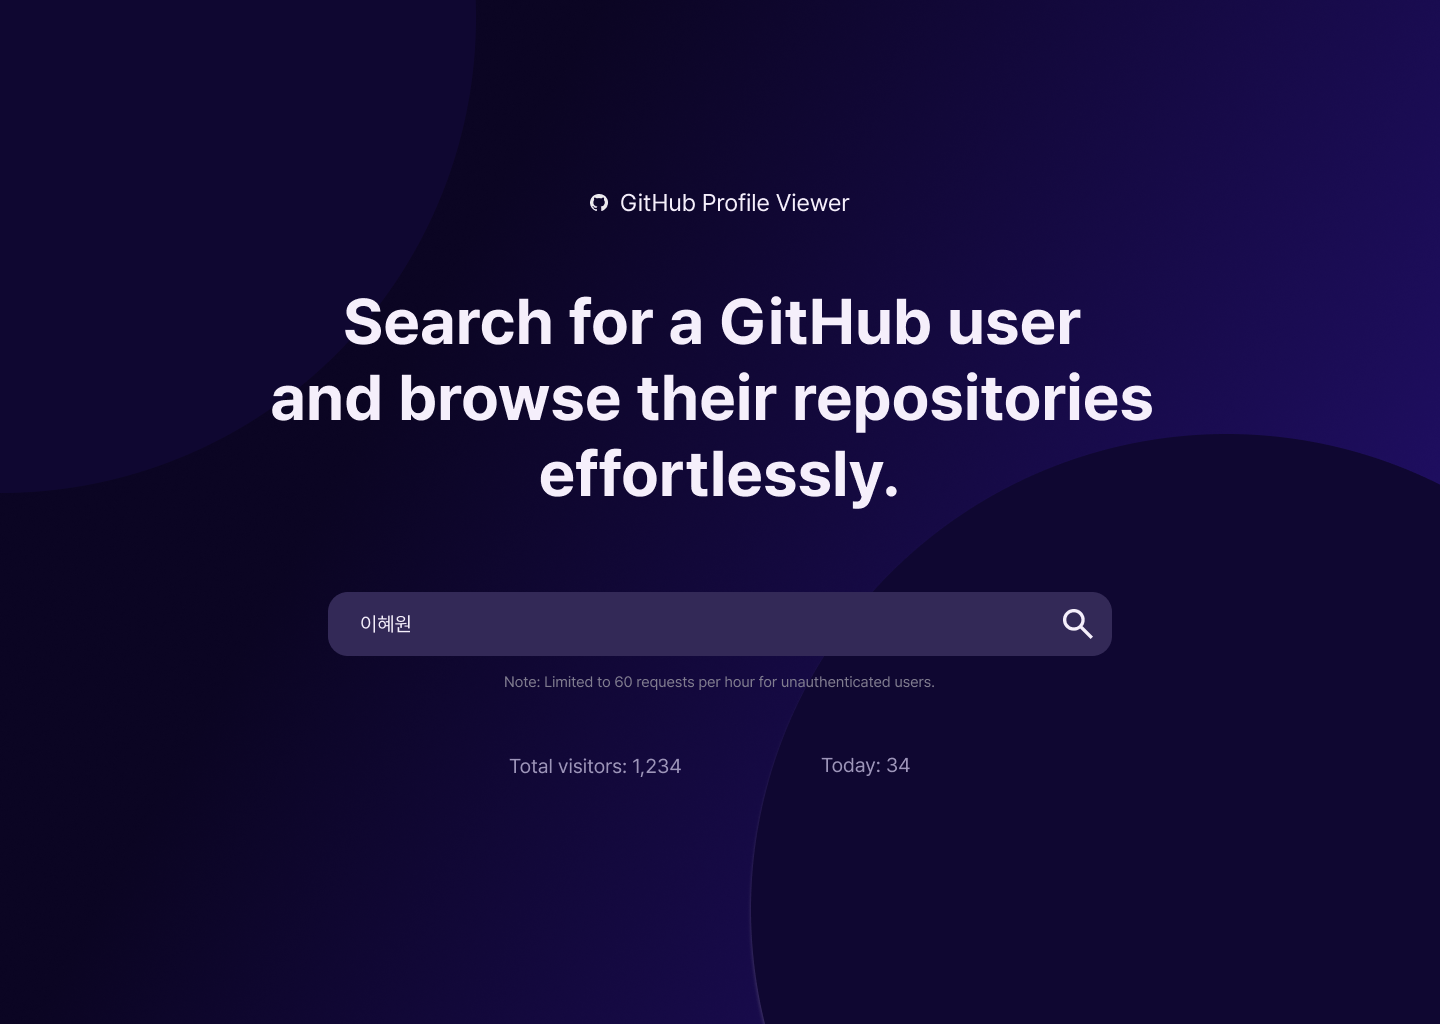 GitHub Profile Viewer
Search for a GitHub user
and browse their repositories
effortlessly.
이혜원
Note: Limited to 60 requests per hour for unauthenticated users.
Total visitors: 1,234
Today: 34